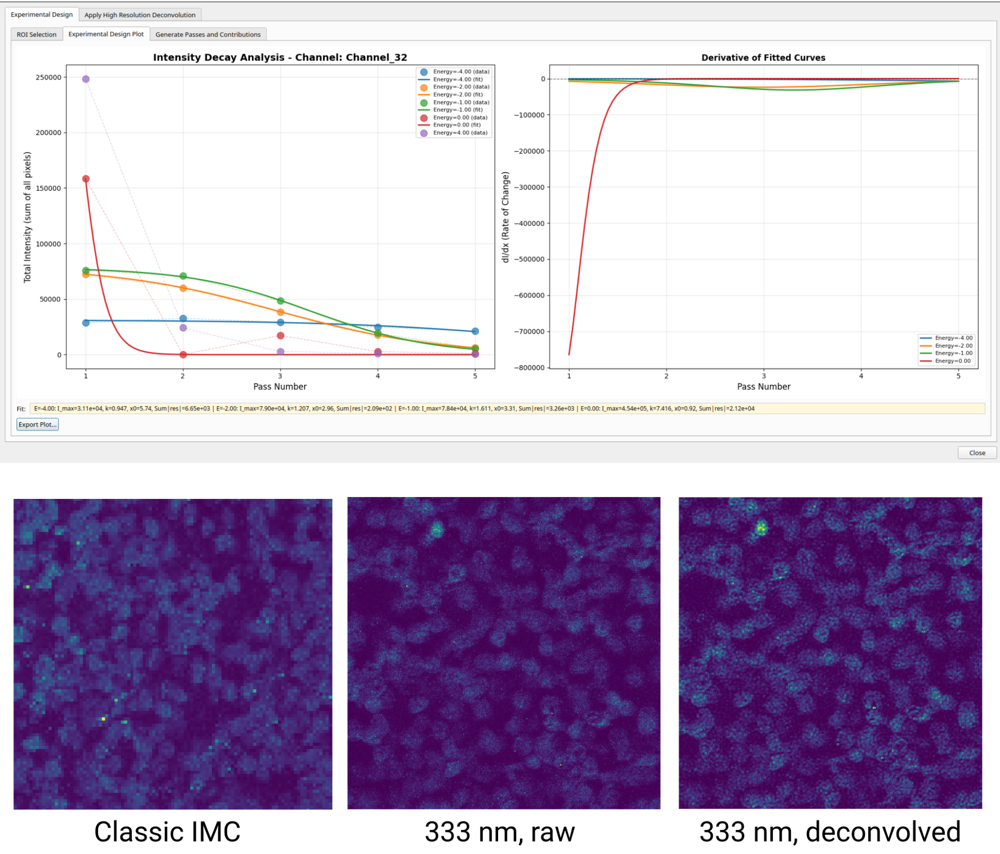 Experimental Design
Apply High Resolution Deconvolution
ROI Selection
Experimental Design Plot
Generate Passes and Contributions
Intensity Decay Analysis - Channel: Channel_32
Total Intensity (sum of all pixels)
250000
200000
150000
100000
50000
0
1
2
3
4
5
Pass Number
Energy=-4.00 (data)
Energy=-4.00 (fit)
Energy=-2.00 (data)
Energy=-2.00 (fit)
Energy=-1.00 (data)
Energy=-1.00 (fit)
Energy=0.00 (data)
Energy=0.00 (fit)
Energy=4.00 (data)
Derivative of Fitted Curves
dI/dx (Rate of Change)
0
−100000
−200000
−300000
−400000
−500000
−600000
−700000
−800000
1
2
3
4
5
Pass Number
Energy=-4.00
Energy=-2.00
Energy=-1.00
Energy=0.00
Fit: E=-4.00: I_max=3.11e+04, k=0.947, x0=5.74, Sum|res|=6.65e+03 | E=-2.00: I_max=7.90e+04, k=1.207, x0=2.96, Sum|res|=2.09e+02 | E=-1.00: I_max=7.84e+04, k=1.611, x0=3.31, Sum|res|=3.26e+03 | E=0.00: I_max=4.54e+05, k=7.416, x0=0.92, Sum|res|=2.12e+04
Export Plot...
Close
Classic IMC
333 nm, raw
333 nm, deconvolved